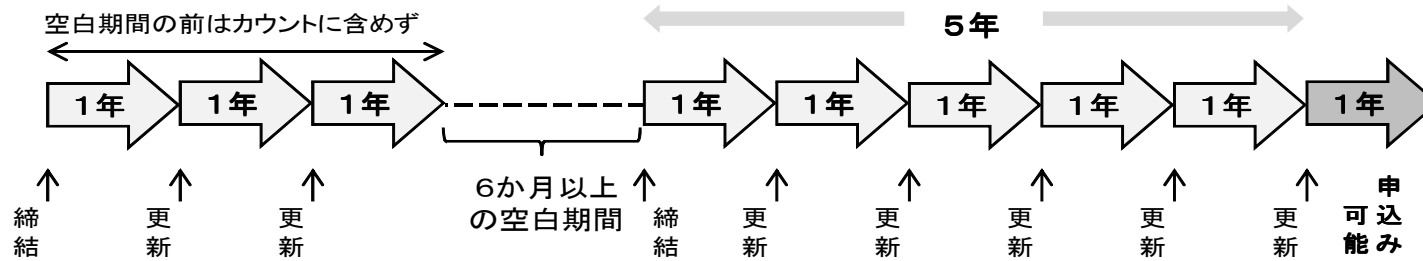 空白期間の前はカウントに含めず
5年
1年
1年
1年
1年
1年
1年
1年
1年
1年
6か月以上
の空白期間
締結
更新
更新
締結
更新
更新
更新
更新
更新
申込み
可能